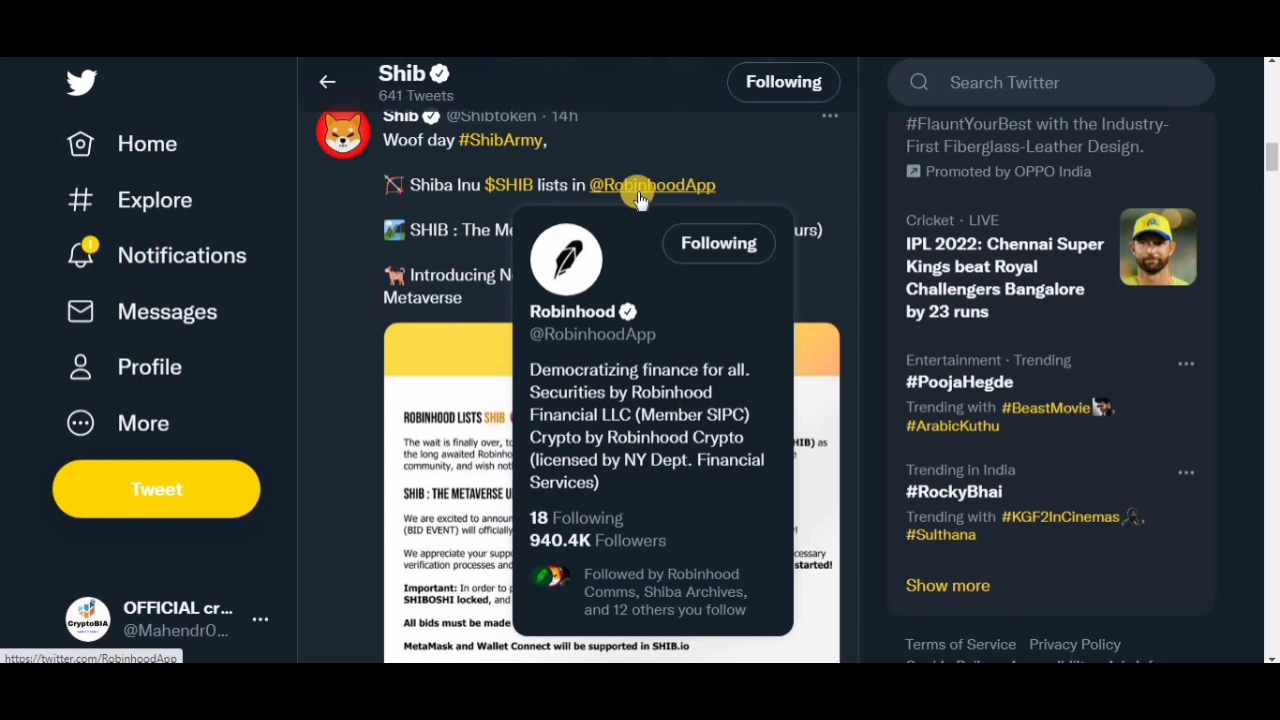 Home
Explore
1
Notifications
Messages
Profile
More
Tweet
OFFICIAL cr...
CryptoBIA
@Mahendr0...
https://twitter.com/RobinhoodApp
Shib
641 Tweets
Following
Shib @Shibtoken · 14h
Woof day #ShibArmy,
Shiba Inu $SHIB lists in @RobinhoodApp
SHIB : The Me
urs)
Introducing N
Metaverse
ROBINHOOD LISTS SHIB
The wait is finally over, to
HIB) as
the long awaited Robinho
community, and wish not
SHIB : THE METAVERSE U
We are excited to announ
(BID EVENT) will officially
We appreciate your supp
cessary
verification processes and
started!
Important: In order to p
SHIBOSHI locked, and
All bids must be made
MetaMask and Wallet Connect will be supported in SHIB.io
Following
Robinhood
@RobinhoodApp
Democratizing finance for all.
Securities by Robinhood
Financial LLC (Member SIPC)
Crypto by Robinhood Crypto
(licensed by NY Dept. Financial
Services)
18 Following
940.4K Followers
Followed by Robinhood
Comms, Shiba Archives,
and 12 others you follow
Search Twitter
#FlauntYourBest with the Industry-
First Fiberglass-Leather Design.
Promoted by OPPO India
Cricket · LIVE
IPL 2022: Chennai Super
Kings beat Royal
Challengers Bangalore
by 23 runs
Entertainment · Trending
#PoojaHegde
Trending with #BeastMovie,
#ArabicKuthu
Trending in India
#RockyBhai
Trending with #KGF2InCinemas,
#Sulthana
Show more
Terms of Service Privacy Policy